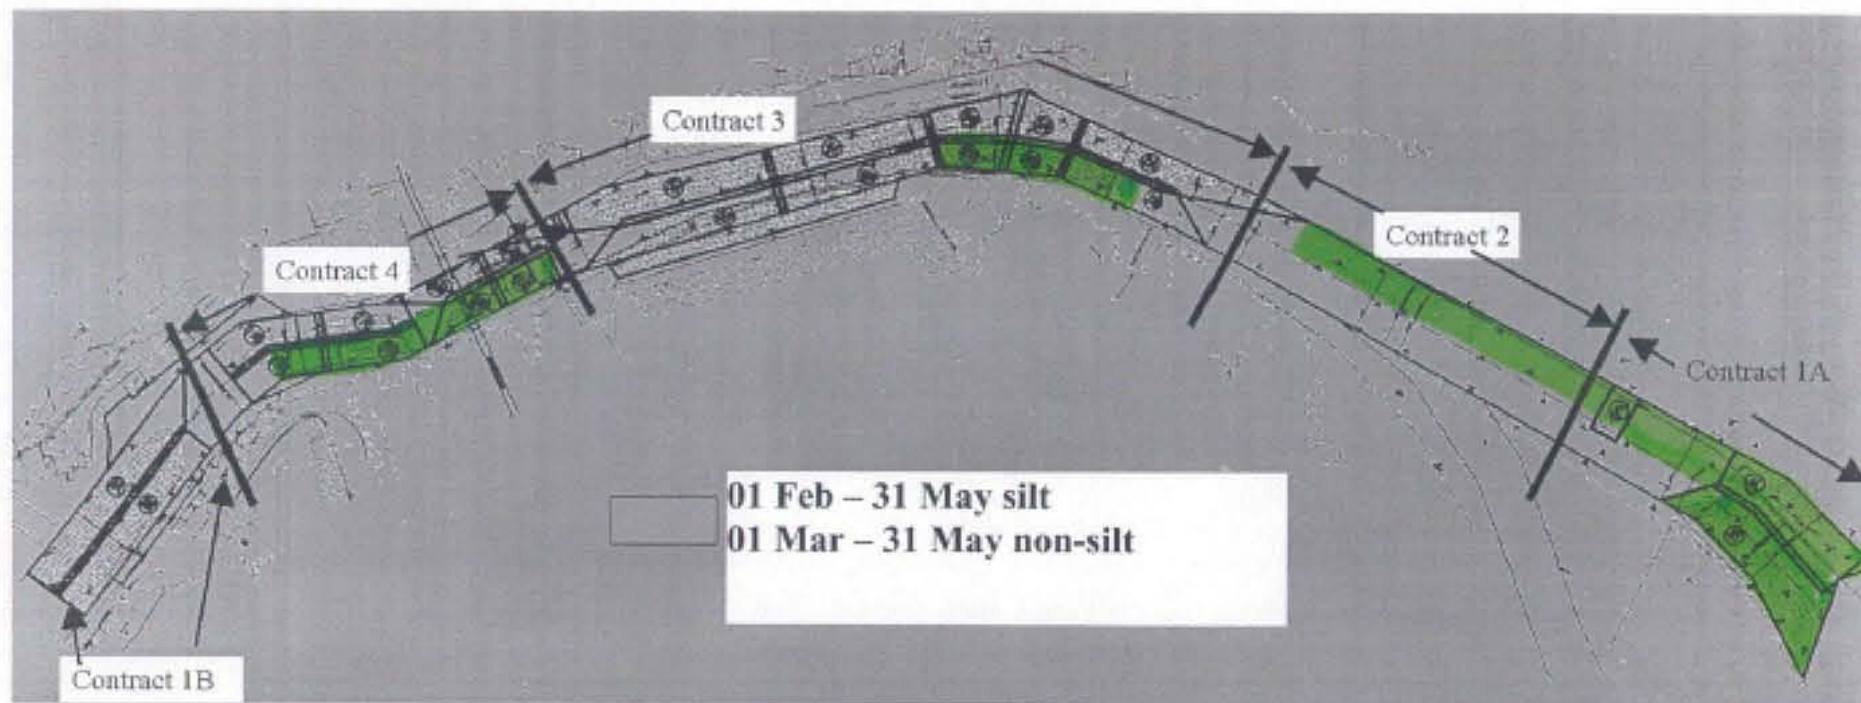 Contract 3
Contract 4
Contract 2
Contract 1A
01 Feb – 31 May silt
01 Mar – 31 May non-silt
Contract 1B